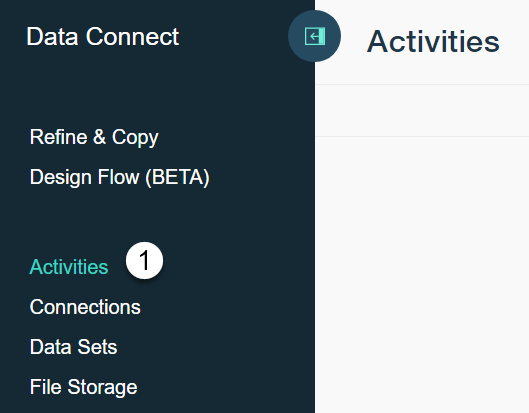 Data Connect
Activities
Refine & Copy
Design Flow (BETA)
Activities 1
Connections
Data Sets
File Storage